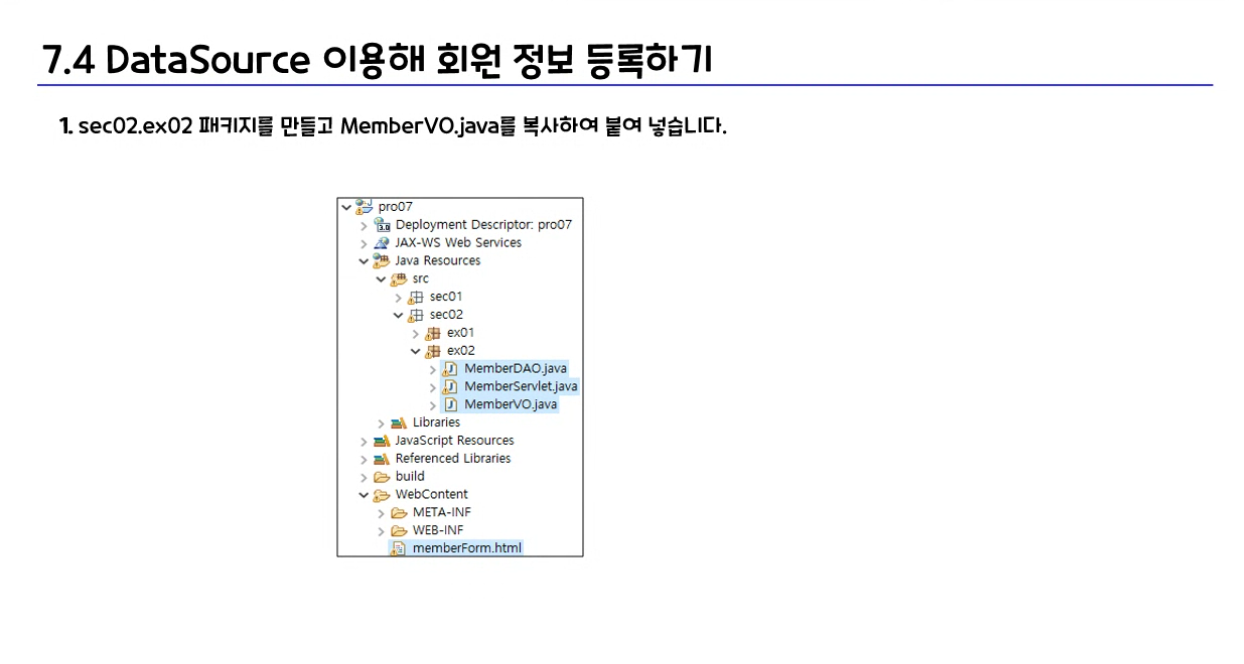 7.4 DataSource 이용해 회원 정보 등록하기
1. sec02.ex02 패키지를 만들고 MemberVO.java를 복사하여 붙여 넣습니다.
pro07
Deployment Descriptor: pro07
JAX-WS Web Services
Java Resources
src
sec01
sec02
ex01
ex02
MemberDAO.java
MemberServlet.java
MemberVO.java
Libraries
JavaScript Resources
Referenced Libraries
build
WebContent
META-INF
WEB-INF
memberForm.html